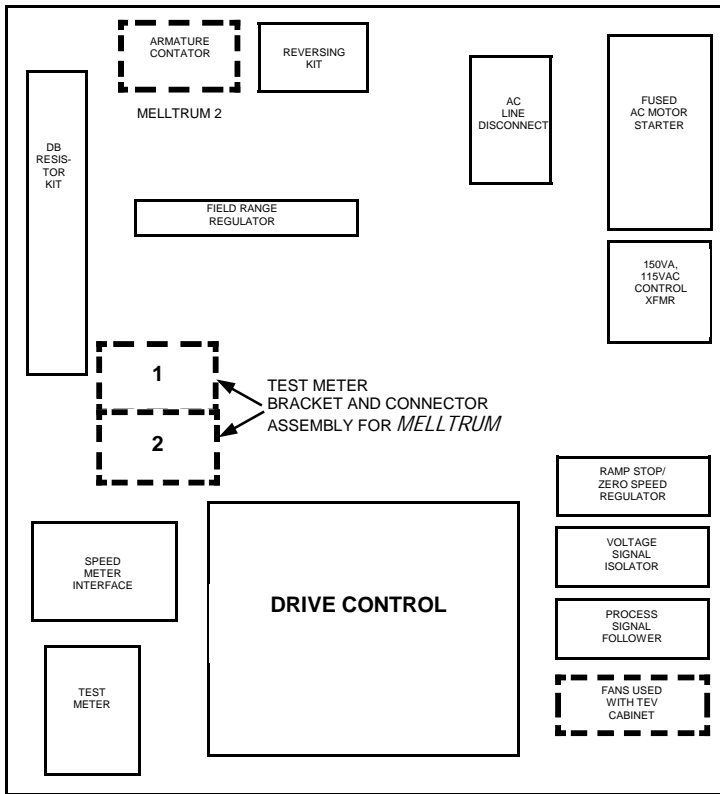 ARMATURE
CONTATOR
REVERSING
KIT
MELLTRUM 2
AC
LINE
DISCONNECT
FUSED
AC MOTOR
STARTER
DB
RESIS-
TOR
KIT
FIELD RANGE
REGULATOR
150VA,
115VAC
CONTROL
XFMR
1
2
TEST METER
BRACKET AND CONNECTOR
ASSEMBLY FOR MELLTRUM
RAMP STOP/
ZERO SPEED
REGULATOR
SPEED
METER
INTERFACE
DRIVE CONTROL
VOLTAGE
SIGNAL
ISOLATOR
PROCESS
SIGNAL
FOLLOWER
TEST
METER
FANS USED
WITH TEV
CABINET